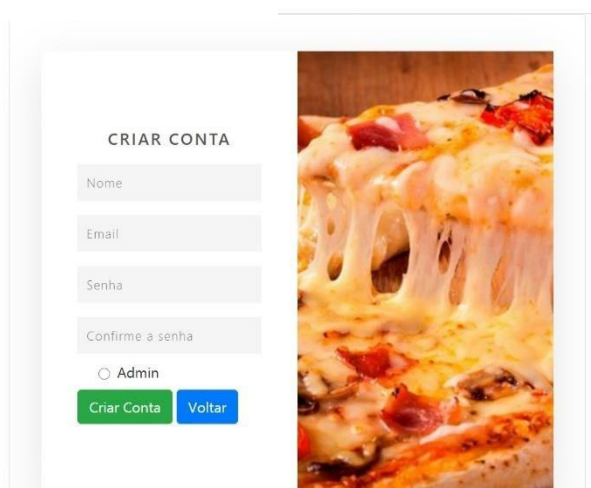 CRIAR CONTA
Nome
Email
Senha
Confirme a senha
Admin
Criar Conta Voltar